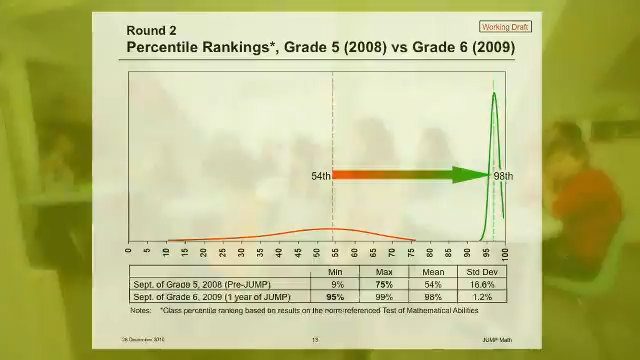 Round 2
Working Draft
Percentile Rankings*, Grade 5 (2008) vs Grade 6 (2009)
54th
98th
0 5 10 15 20 25 30 35 40 45 50 55 60 65 70 75 80 85 90 95 100
Min Max Mean Std Dev
Sept. of Grade 5, 2008 (Pre-JUMP) 9% 75% 54% 16.6%
Sept. of Grade 6, 2009 (1 year of JUMP) 95% 99% 98% 1.2%
Notes: *Class percentile ranking based on results on the norm-referenced Test of Mathematical Abilities
28 December 2010 13 JUMP Math